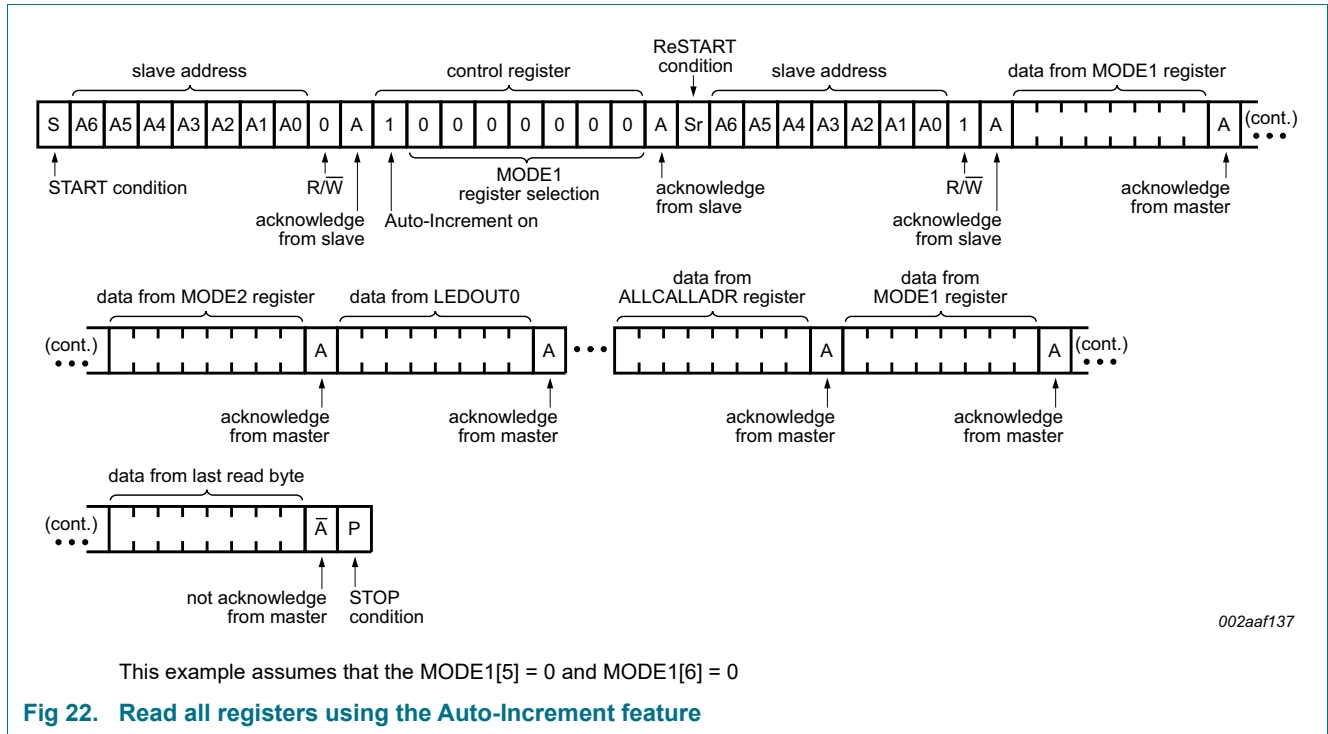 ReSTART
condition
slave address
control register
slave address
data from MODE1 register
S A6 A5 A4 A3 A2 A1 A0 0 A 1 0 0 0 0 0 0 0 A Sr A6 A5 A4 A3 A2 A1 A0 1 A A (cont.)
START condition
R/W̅
acknowledge
from slave
Auto-Increment on
MODE1
register selection
acknowledge
from slave
R/W̅
acknowledge
from slave
acknowledge
from master
data from MODE2 register
data from LEDOUT0
data from
ALLCALLADR register
data from
MODE1 register
(cont.) A A A A (cont.)
acknowledge
from master
acknowledge
from master
acknowledge
from master
acknowledge
from master
data from last read byte
(cont.) A̅ P
not acknowledge
from master
STOP
condition
002aaf137
This example assumes that the MODE1[5] = 0 and MODE1[6] = 0
Fig 22. Read all registers using the Auto-Increment feature